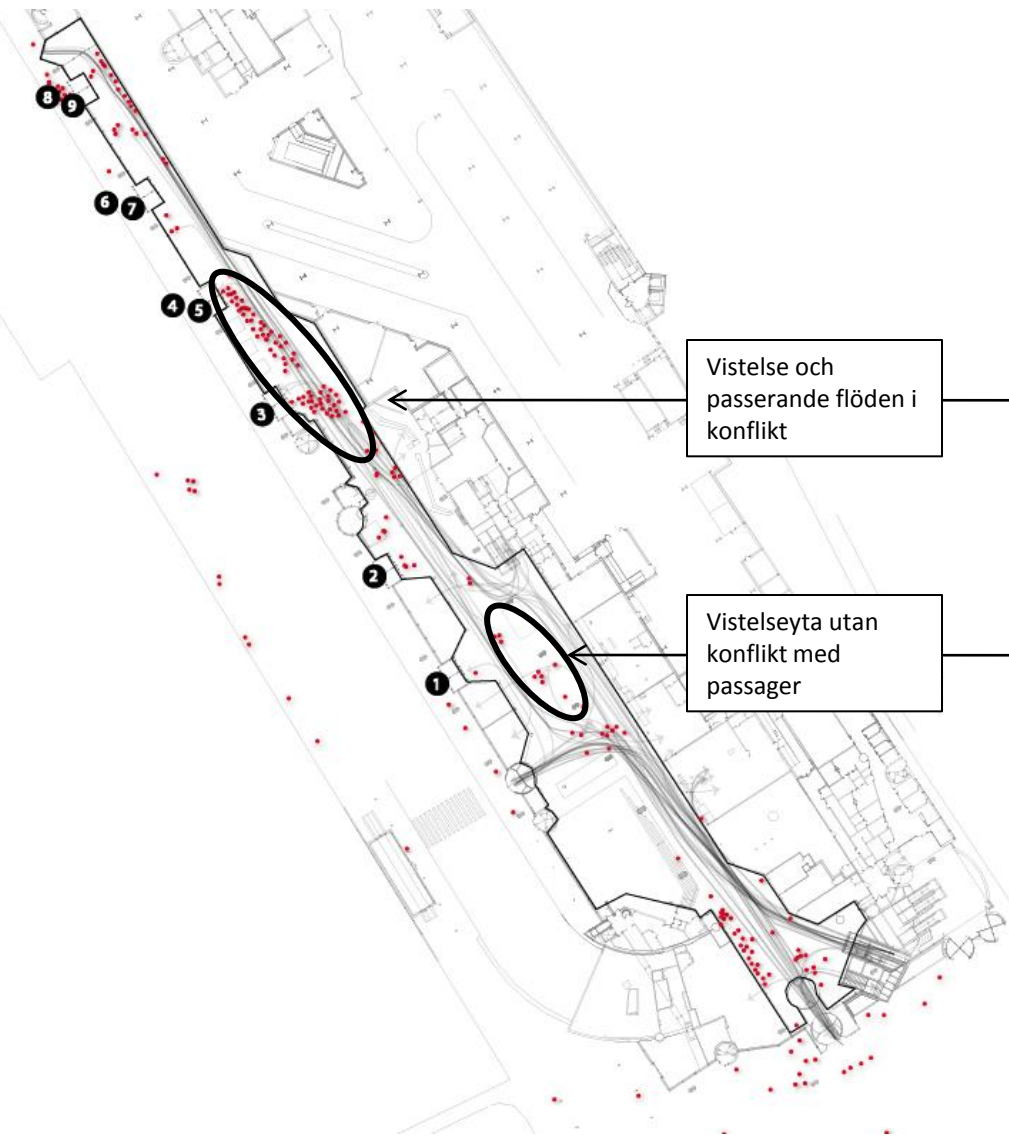 8 9
6 7
4 5
3
2
1
Vistelse och
passerande flöden i
konflikt
Vistelseyta utan
konflikt med
passager